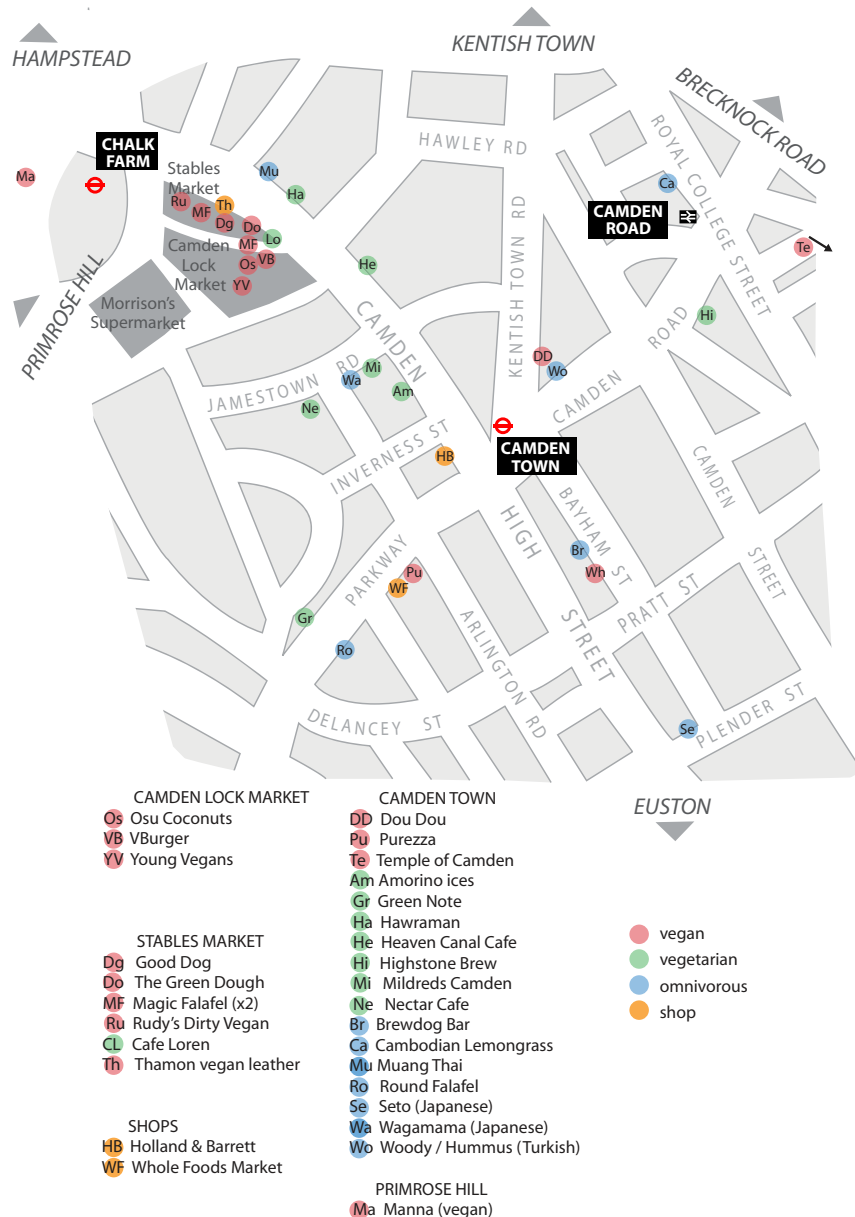 HAMPSTEAD
KENTISH TOWN
BRECKNOCK ROAD
CHALK
FARM
HAWLEY RD
ROYAL COLLEGE STREET
Stables
Market
Mu
Ma
Ca
Ha
Ru
MF
Th
Dg
Do
CAMDEN
ROAD
KENTISH TOWN RD
Lo
MF
Camden
Lock
Market
Os
VB
YV
He
Te
PRIMROSE HILL
Morrison's
Supermarket
CAMDEN
ROAD
Hi
JAMESTOWN RD
Wa
Mi
Am
Ne
DD
Wo
CAMDEN
INVERNESS ST
HB
CAMDEN
TOWN
CAMDEN
STREET
HIGH
STREET
BAYHAM ST
Br
Wh
PARKWAY
Pu
WF
PRATT ST
Gr
Ro
ARLINGTON RD
DELANCEY ST
Se
PLENDER ST
EUSTON
CAMDEN LOCK MARKET
Os Osu Coconuts
VB VBurger
YV Young Vegans
STABLES MARKET
Dg Good Dog
Do The Green Dough
MF Magic Falafel (x2)
Ru Rudy's Dirty Vegan
CL Cafe Loren
Th Thamon vegan leather
SHOPS
HB Holland & Barrett
WF Whole Foods Market
CAMDEN TOWN
DD Dou Dou
Pu Purezza
Te Temple of Camden
Am Amorino ices
Gr Green Note
Ha Hawraman
He Heaven Canal Cafe
Hi Highstone Brew
Mi Mildreds Camden
Ne Nectar Cafe
Br Brewdog Bar
Ca Cambodian Lemongrass
Mu Muang Thai
Ro Round Falafel
Se Seto (Japanese)
Wa Wagamama (Japanese)
Wo Woody / Hummus (Turkish)
PRIMROSE HILL
Ma Manna (vegan)
vegan
vegetarian
omnivorous
shop